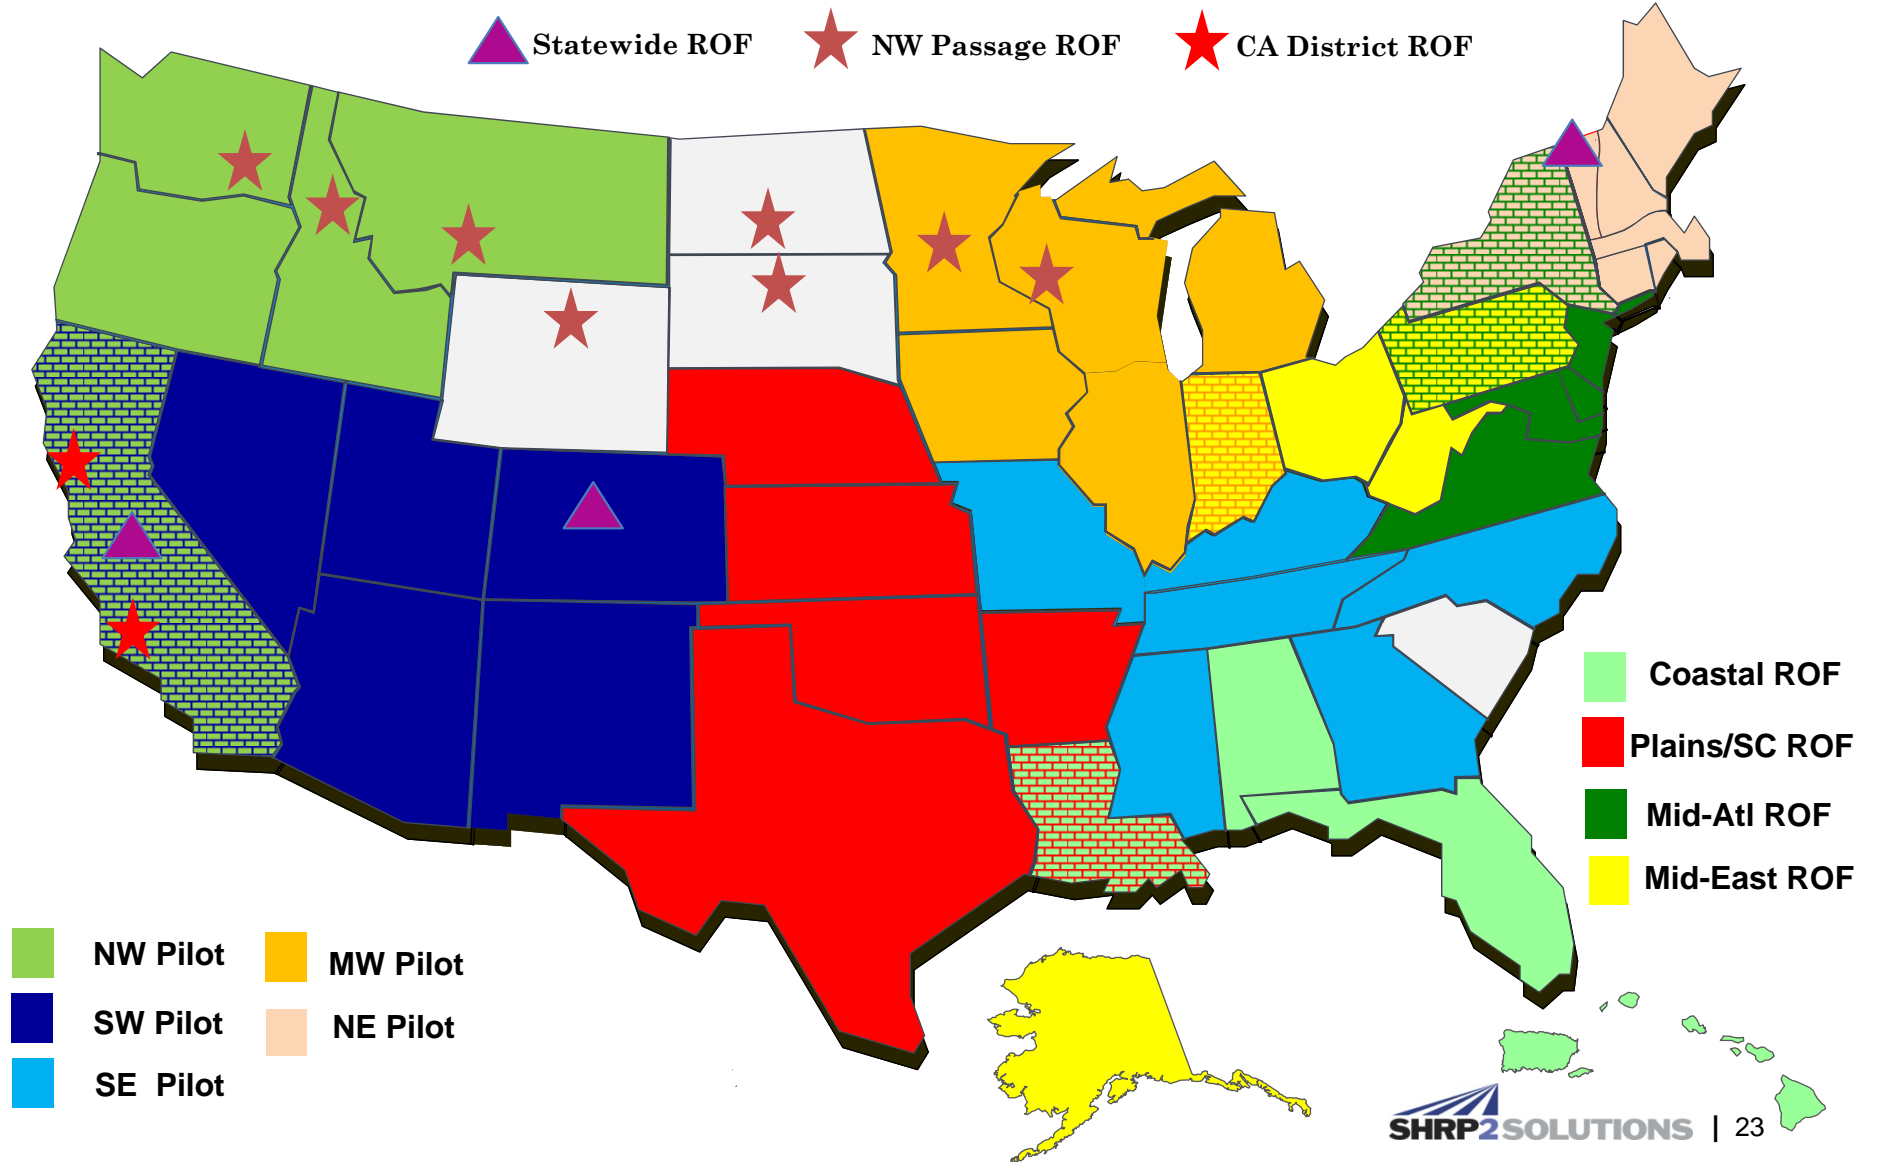 Statewide ROF
NW Passage ROF
CA District ROF
Coastal ROF
Plains/SC ROF
Mid-Atl ROF
Mid-East ROF
NW Pilot
MW Pilot
SW Pilot
NE Pilot
SE Pilot
SHRP2SOLUTIONS | 23